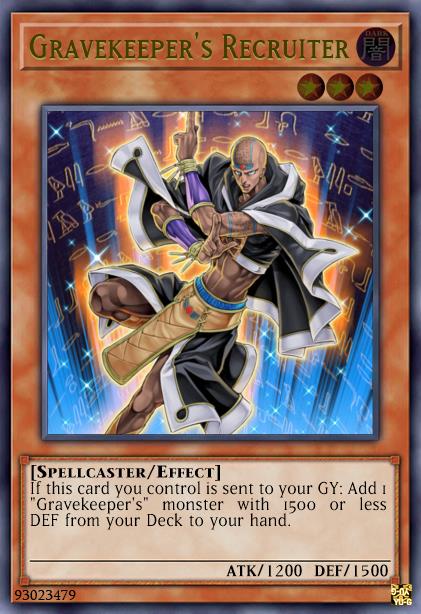 Gravekeeper's Recruiter
DARK
闇
[Spellcaster/Effect]
If this card you control is sent to your GY: Add 1
"Gravekeeper's" monster with 1500 or less
DEF from your Deck to your hand.
ATK/1200 DEF/1500
93023479